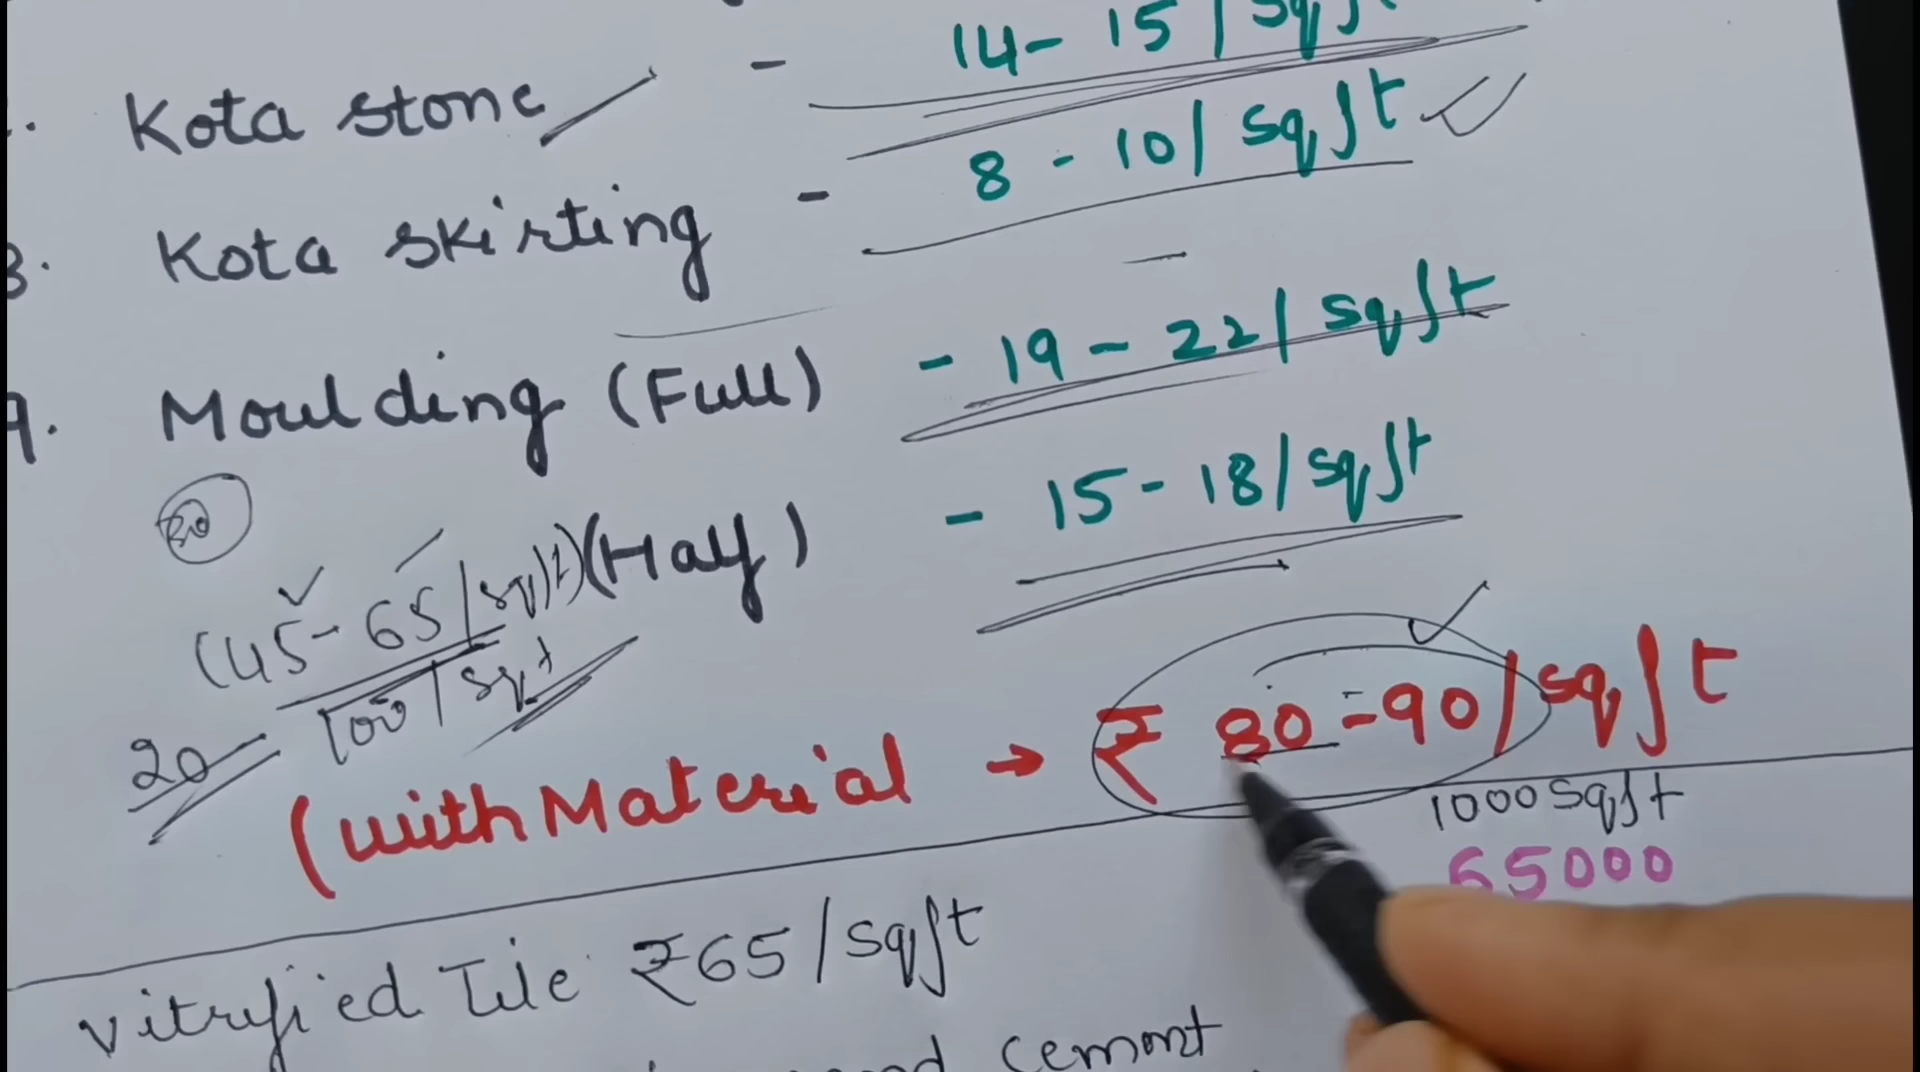 Kota stone - 14 - 15 / sqft
3. Kota skirting - 8 - 10 / sqft
9. Moulding (Full) - 19 - 22 / sqft
(Half) - 15 - 18 / sqft
(45 - 65 / sqft)
100 / sqft
20
(with Material → ₹ 80 = 90 / sqft
1000 sqft
65000
Vitrified Tile ₹65 / sqft
cement